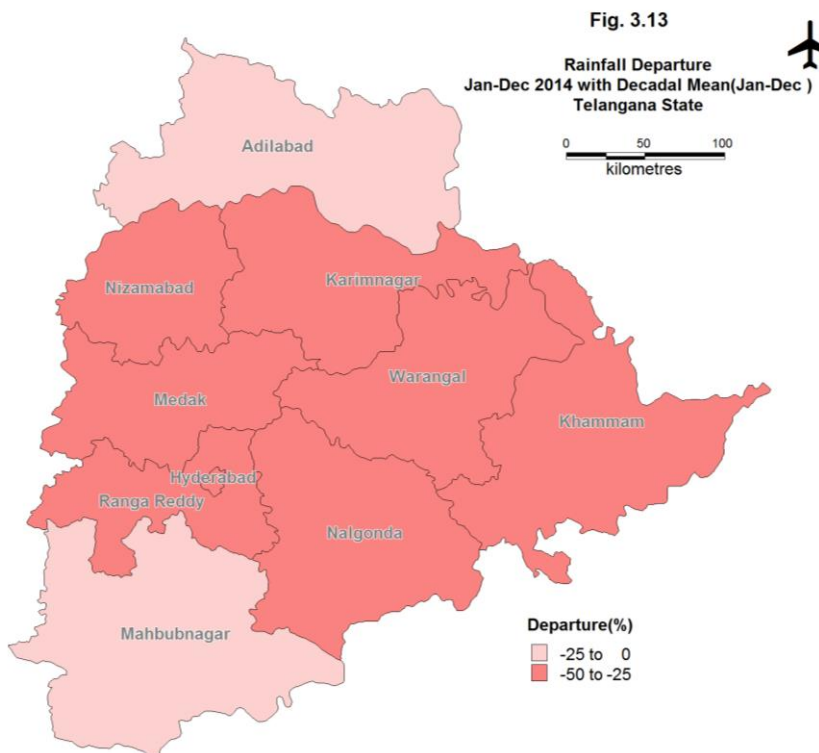 Fig. 3.13
Rainfall Departure
Jan-Dec 2014 with Decadal Mean(Jan-Dec )
Telangana State
0 50 100
kilometres
Adilabad
Nizamabad
Karimnagar
Warangal
Medak
Khammam
Hyderabad
Ranga Reddy
Nalgonda
Mahbubnagar
Departure(%)
-25 to 0
-50 to -25